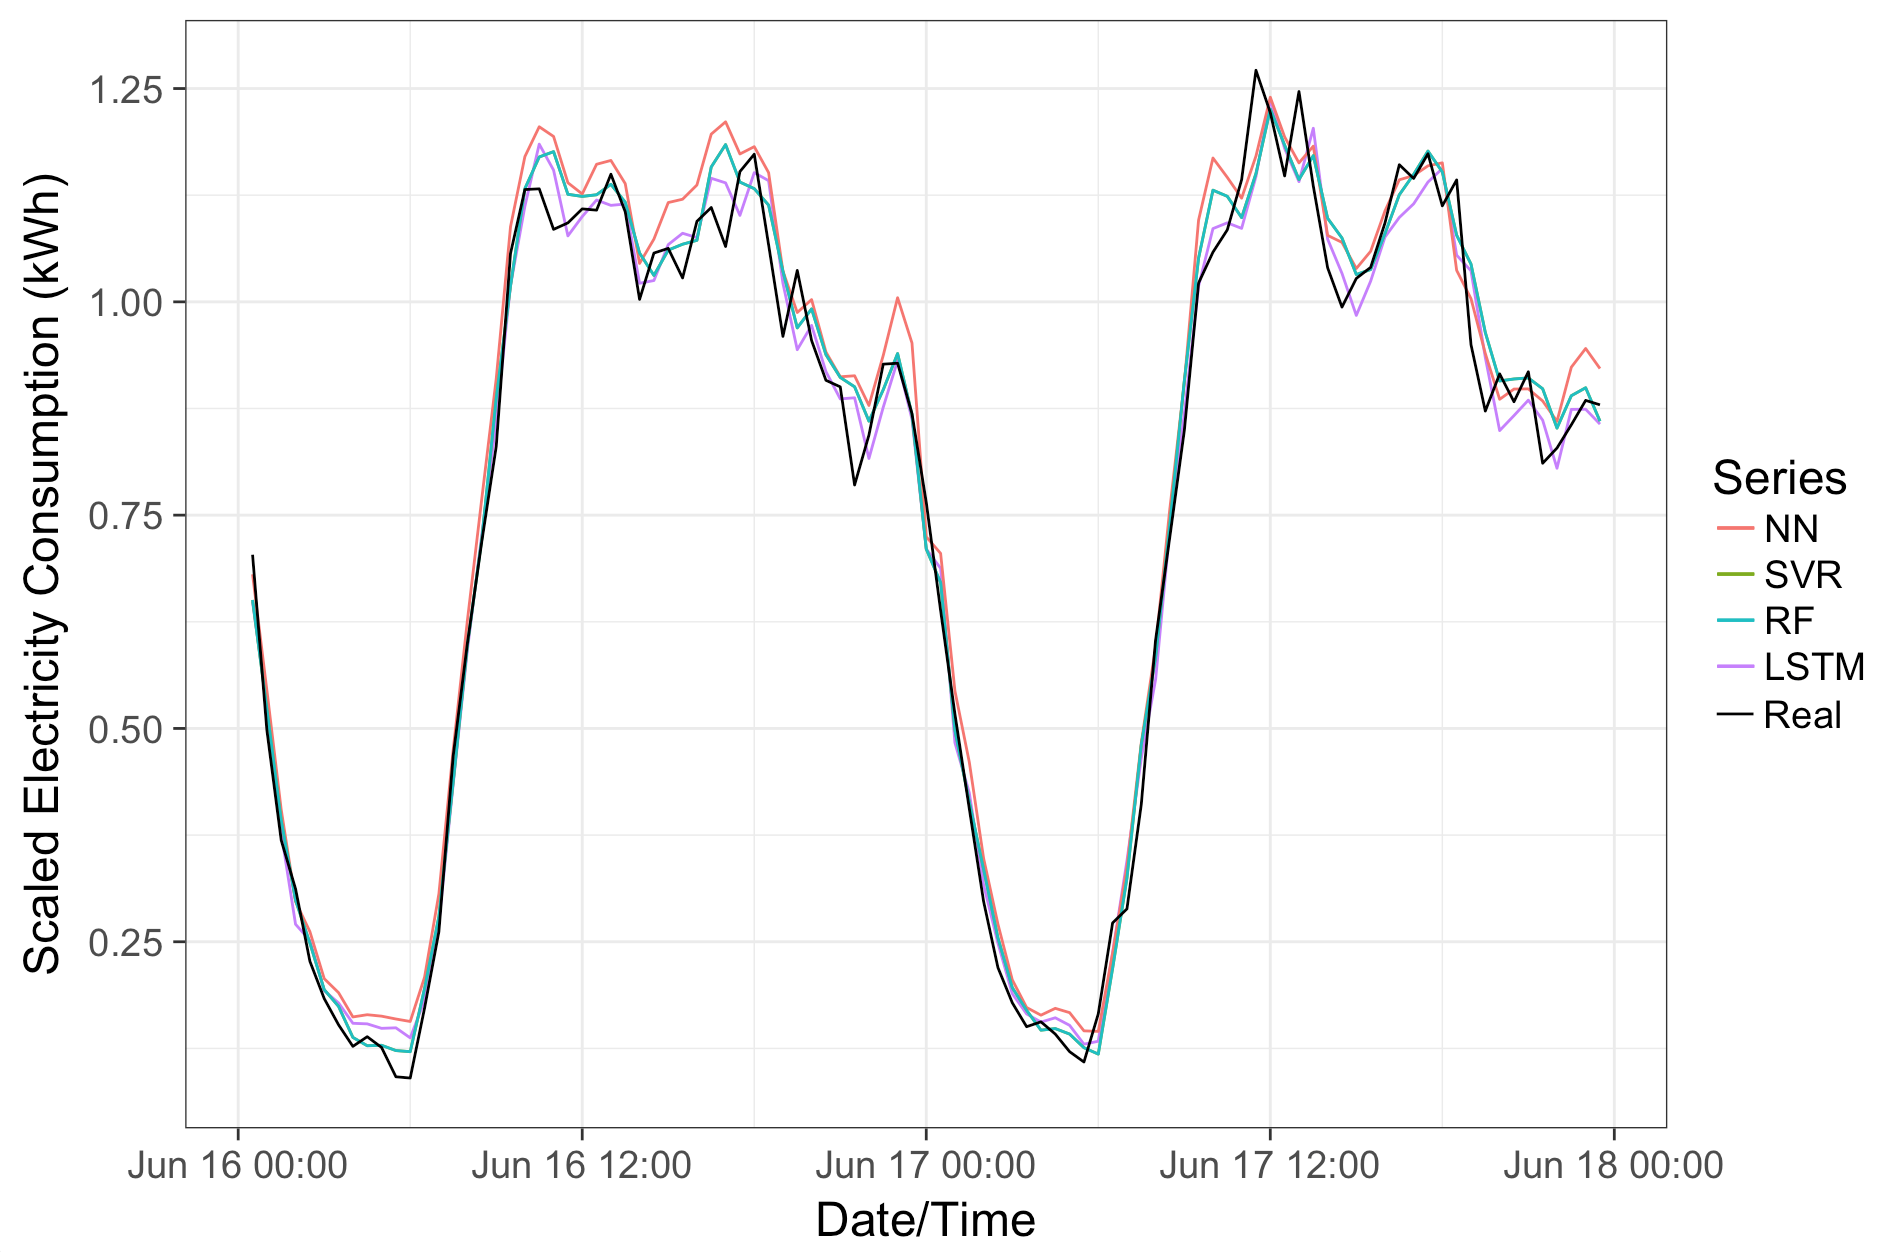 Scaled Electricity Consumption (kWh)
1.25
1.00
0.75
0.50
0.25
Jun 16 00:00
Jun 16 12:00
Jun 17 00:00
Jun 17 12:00
Jun 18 00:00
Date/Time
Series
NN
SVR
RF
LSTM
Real